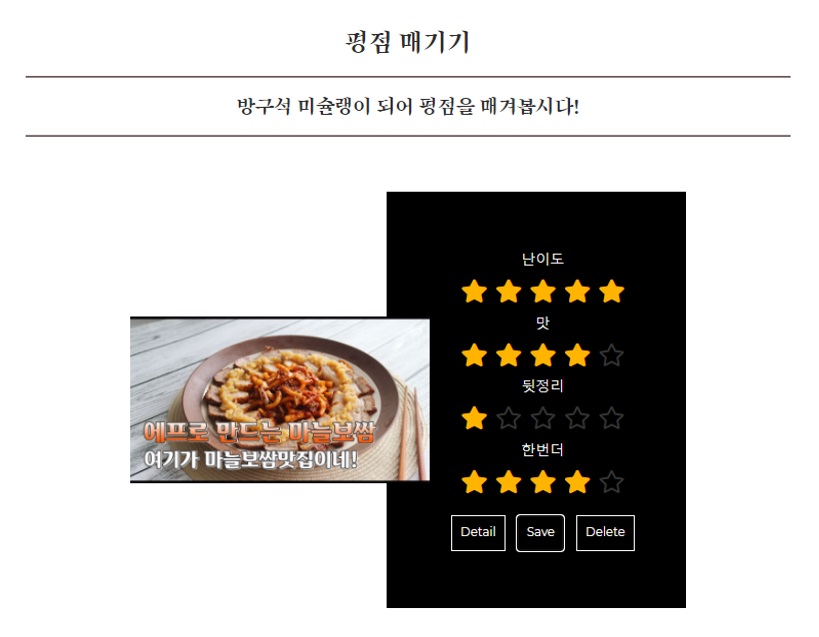 평점 매기기
방구석 미슐랭이 되어 평점을 매겨봅시다!
난이도
맛
뒷정리
한번더
에프로 만드는 마늘보쌈
여기가 마늘보쌈맛집이네!
Detail Save Delete